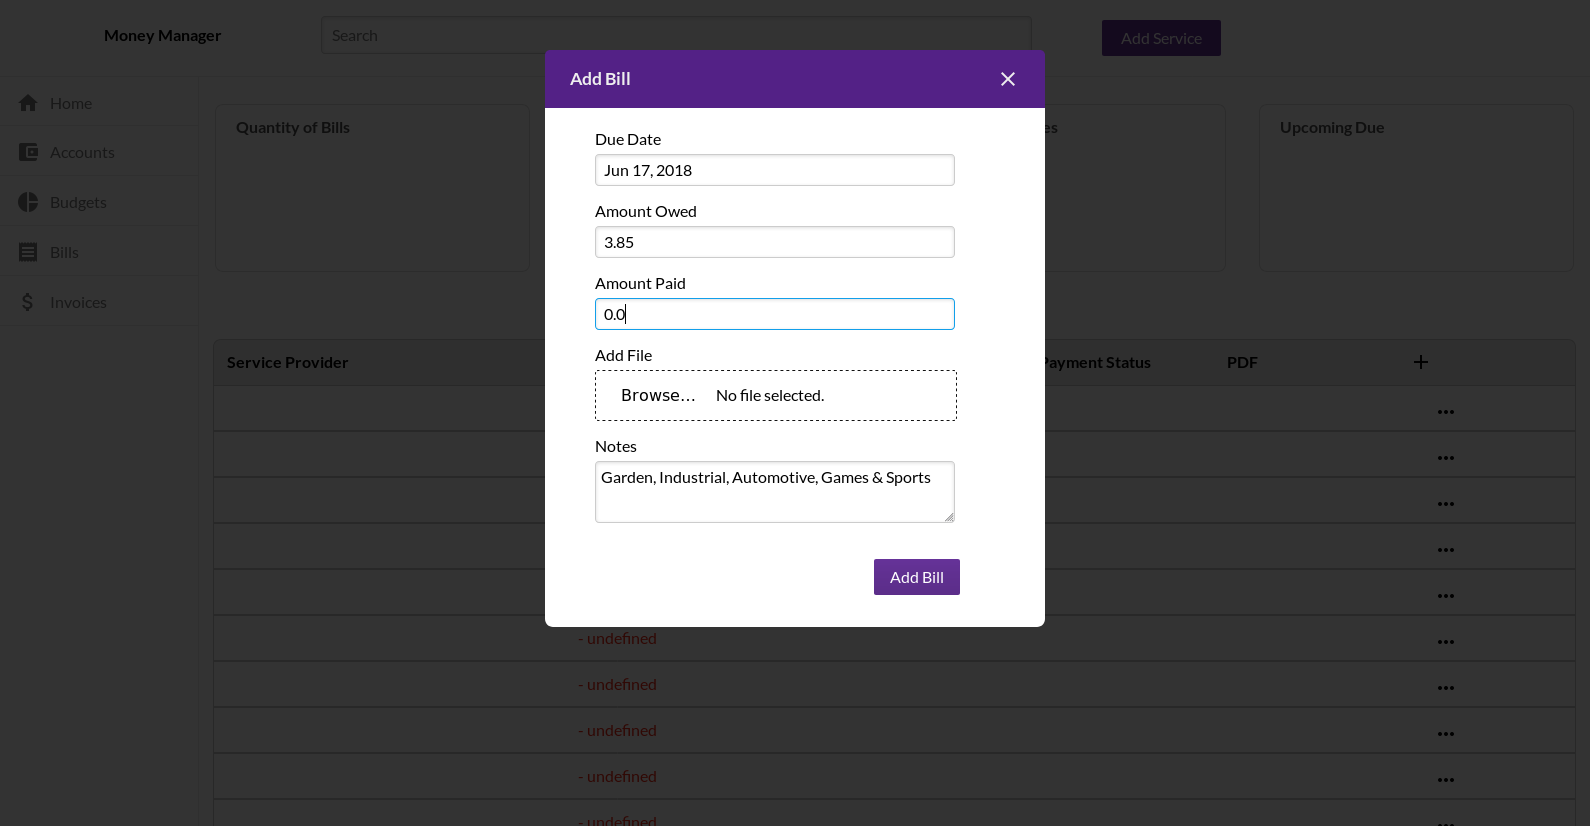 Money Manager
Search
Add Service
Add Bill
Home
Accounts
Budgets
Bills
Invoices
Quantity of Bills
es
Upcoming Due
Due Date
Jun 17, 2018
Amount Owed
3.85
Amount Paid
0.0
Add File
Browse... No file selected.
Notes
Garden, Industrial, Automotive, Games & Sports
Add Bill
Service Provider
Payment Status
PDF
- undefined
- undefined
- undefined
- undefined
- undefined